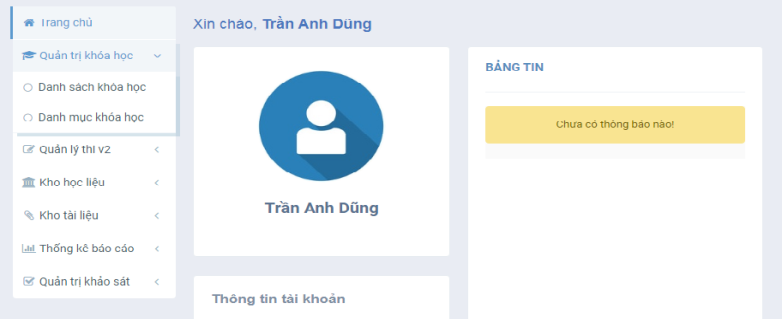 Trang chủ
Quản trị khóa học
Danh sách khóa học
Danh mục khóa học
Quản lý thi v2
Kho học liệu
Kho tài liệu
Thống kê báo cáo
Quản trị khảo sát
Xin chào, Trần Anh Dũng
Trần Anh Dũng
Thông tin tài khoản
BẢNG TIN
Chưa có thông báo nào!